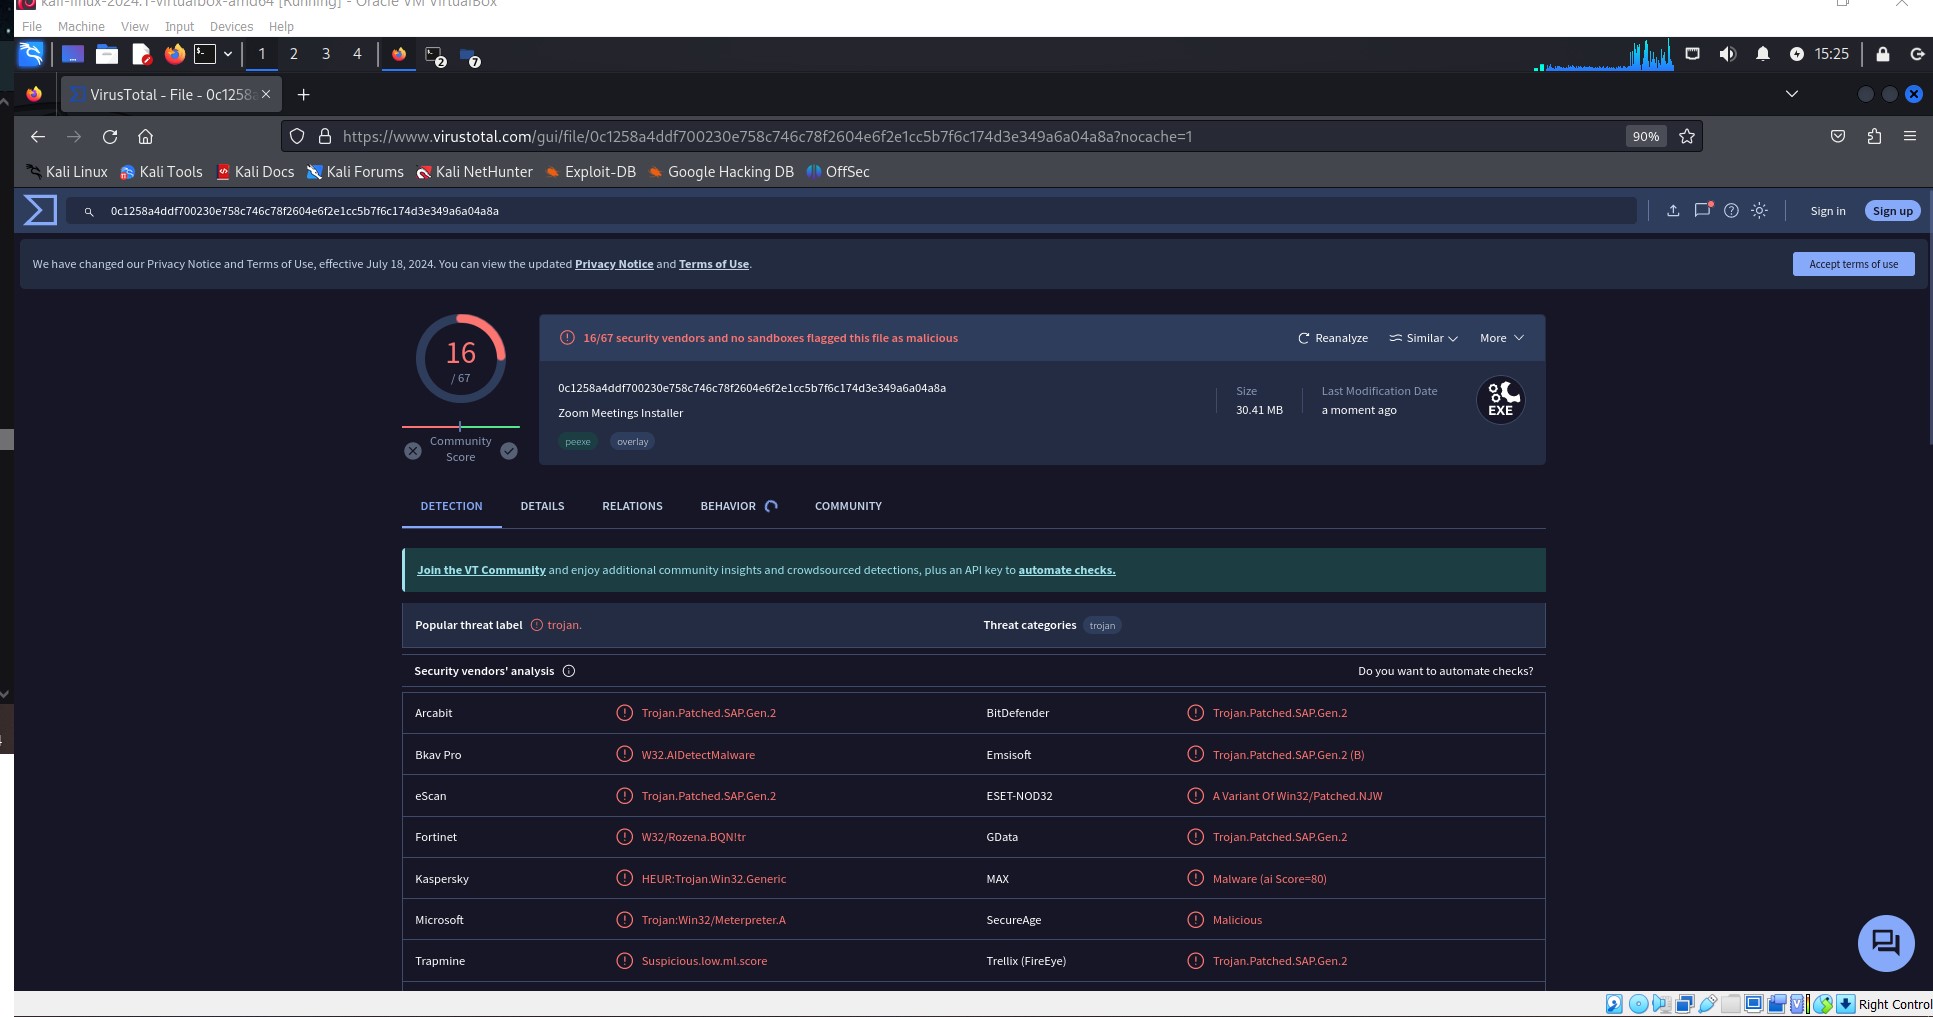 kali-linux-2024.1-virtualbox-amd64 [Running] - Oracle VM VirtualBox
File Machine View Input Devices Help
1 2 3 4 2 7 15:25
VirusTotal - File - 0c1258a
https://www.virustotal.com/gui/file/0c1258a4ddf700230e758c746c78f2604e6f2e1cc5b7f6c174d3e349a6a04a8a?nocache=1 90%
Kali Linux Kali Tools Kali Docs Kali Forums Kali NetHunter Exploit-DB Google Hacking DB OffSec
0c1258a4ddf700230e758c746c78f2604e6f2e1cc5b7f6c174d3e349a6a04a8a Sign in Sign up
We have changed our Privacy Notice and Terms of Use, effective July 18, 2024. You can view the updated Privacy Notice and Terms of Use. Accept terms of use
16
/ 67
Community
Score
16/67 security vendors and no sandboxes flagged this file as malicious Reanalyze Similar More
0c1258a4ddf700230e758c746c78f2604e6f2e1cc5b7f6c174d3e349a6a04a8a
Zoom Meetings Installer
peexe overlay
Size
30.41 MB
Last Modification Date
a moment ago
EXE
DETECTION DETAILS RELATIONS BEHAVIOR COMMUNITY
Join the VT Community and enjoy additional community insights and crowdsourced detections, plus an API key to automate checks.
Popular threat label trojan. Threat categories trojan
Security vendors' analysis Do you want to automate checks?
Arcabit Trojan.Patched.SAP.Gen.2 BitDefender Trojan.Patched.SAP.Gen.2
Bkav Pro W32.AIDetectMalware Emsisoft Trojan.Patched.SAP.Gen.2 (B)
eScan Trojan.Patched.SAP.Gen.2 ESET-NOD32 A Variant Of Win32/Patched.NJW
Fortinet W32/Rozena.BQN!tr GData Trojan.Patched.SAP.Gen.2
Kaspersky HEUR:Trojan.Win32.Generic MAX Malware (ai Score=80)
Microsoft Trojan:Win32/Meterpreter.A SecureAge Malicious
Trapmine Suspicious.low.ml.score Trellix (FireEye) Trojan.Patched.SAP.Gen.2
Right Control